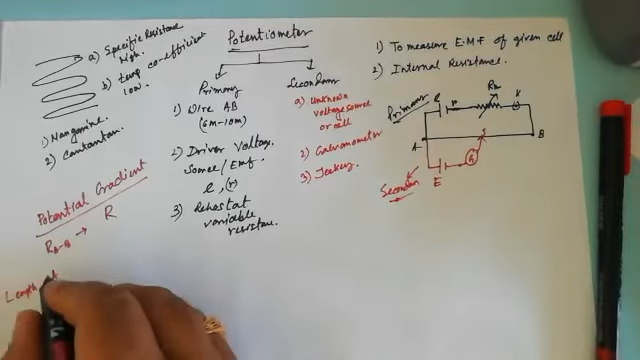 Potentiometer
a) Specific Resistance
High.
b) temp co-efficient
low.
1) Manganine.
2) Constantan.
Primary
1) Wire AB
(6m-10m)
2) Driver Voltage
Source/Emf.
e, (r)
3) Rehostat
variable
resistance.
Secondary
a) Unknown
voltage source
or cell
2) Galvanometer
3) Jockey.
1) To measure E.M.F of given cell
2) Internal Resistance.
Primary
e
r
Rh
K
A
B
J
G
E
Secondary
Potential Gradient
R A-B → R
Length